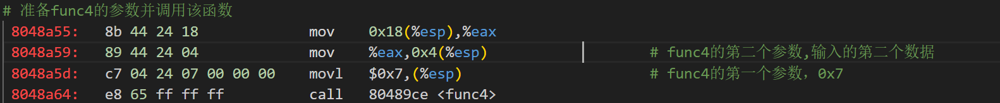 # 准备func4的参数并调用该函数
8048a55: 8b 44 24 18 mov 0x18(%esp),%eax
8048a59: 89 44 24 04 mov %eax,0x4(%esp) # func4的第二个参数,输入的第二个数据
8048a5d: c7 04 24 07 00 00 00 movl $0x7,(%esp) # func4的第一个参数，0x7
8048a64: e8 65 ff ff ff call 80489ce <func4>